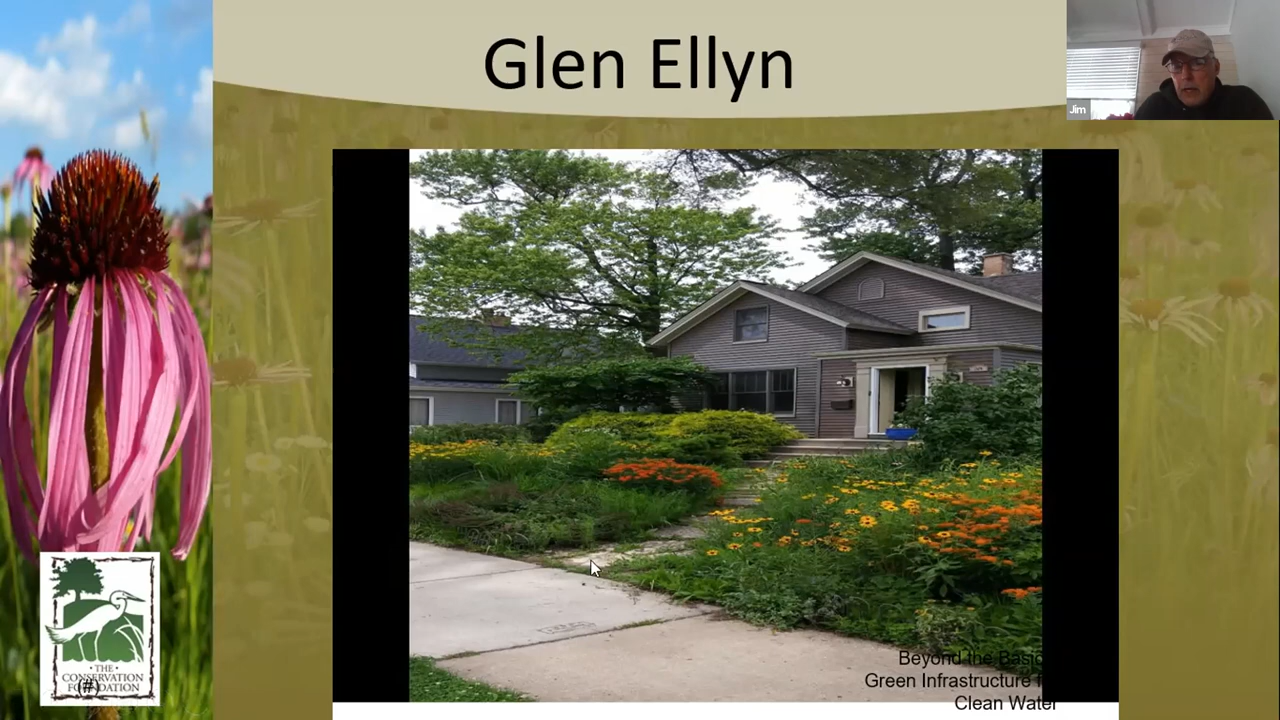 Glen Ellyn
Jim
Beyond the Basic
Green Infrastructure
Clean Water
· THE ·
CONSERVATION
FOUNDATION
(#)